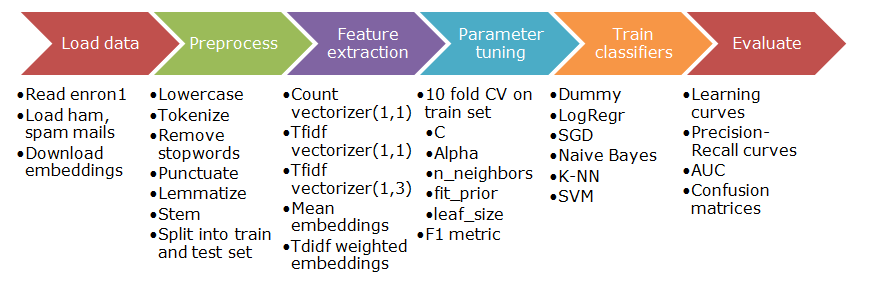 Load data
Preprocess
Feature
extraction
Parameter
tuning
Train
classifiers
Evaluate
•Read enron1
•Load ham,
spam mails
•Download
embeddings
•Lowercase
•Tokenize
•Remove
stopwords
•Punctuate
•Lemmatize
•Stem
•Split into train
and test set
•Count
vectorizer(1,1)
•Tfidf
vectorizer(1,1)
•Tfidf
vectorizer(1,3)
•Mean
embeddings
•Tdidf weighted
embeddings
•10 fold CV on
train set
•C
•Alpha
•n_neighbors
•fit_prior
•leaf_size
•F1 metric
•Dummy
•LogRegr
•SGD
•Naive Bayes
•K-NN
•SVM
•Learning
curves
•Precision-
Recall curves
•AUC
•Confusion
matrices